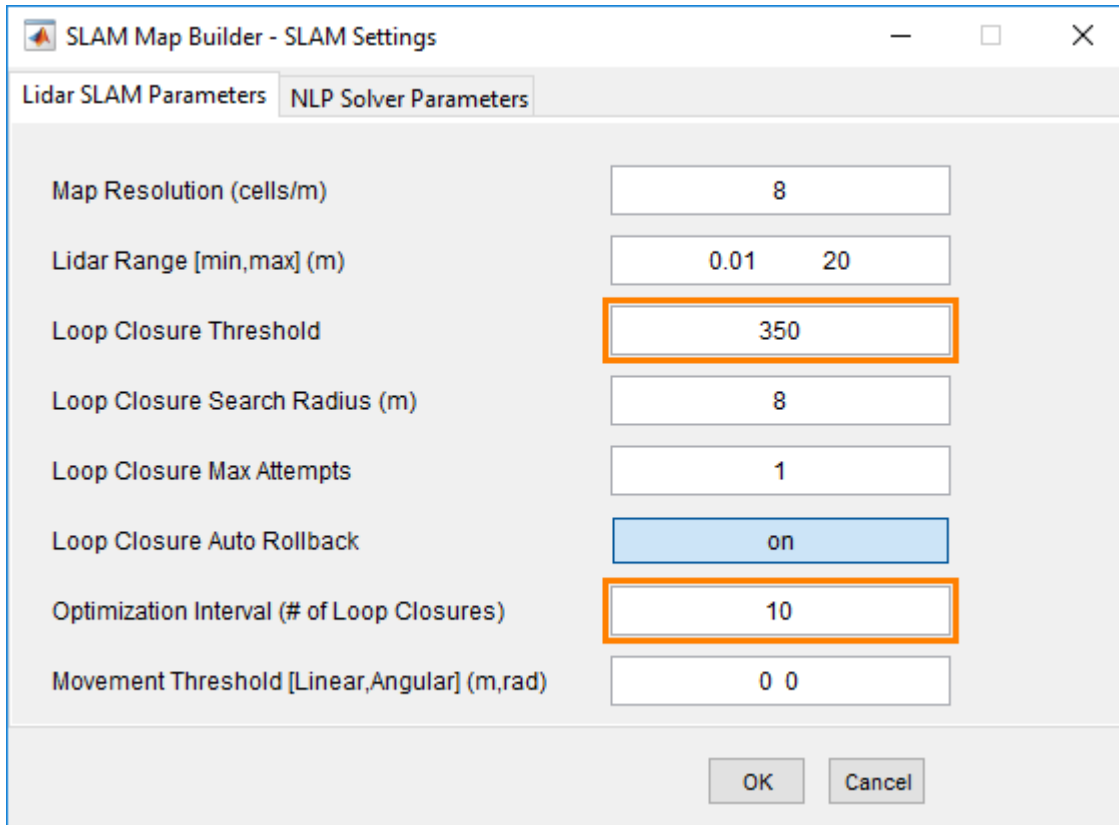 SLAM Map Builder - SLAM Settings
Lidar SLAM Parameters NLP Solver Parameters
Map Resolution (cells/m) 8
Lidar Range [min,max] (m) 0.01 20
Loop Closure Threshold 350
Loop Closure Search Radius (m) 8
Loop Closure Max Attempts 1
Loop Closure Auto Rollback on
Optimization Interval (# of Loop Closures) 10
Movement Threshold [Linear,Angular] (m,rad) 0 0
OK Cancel